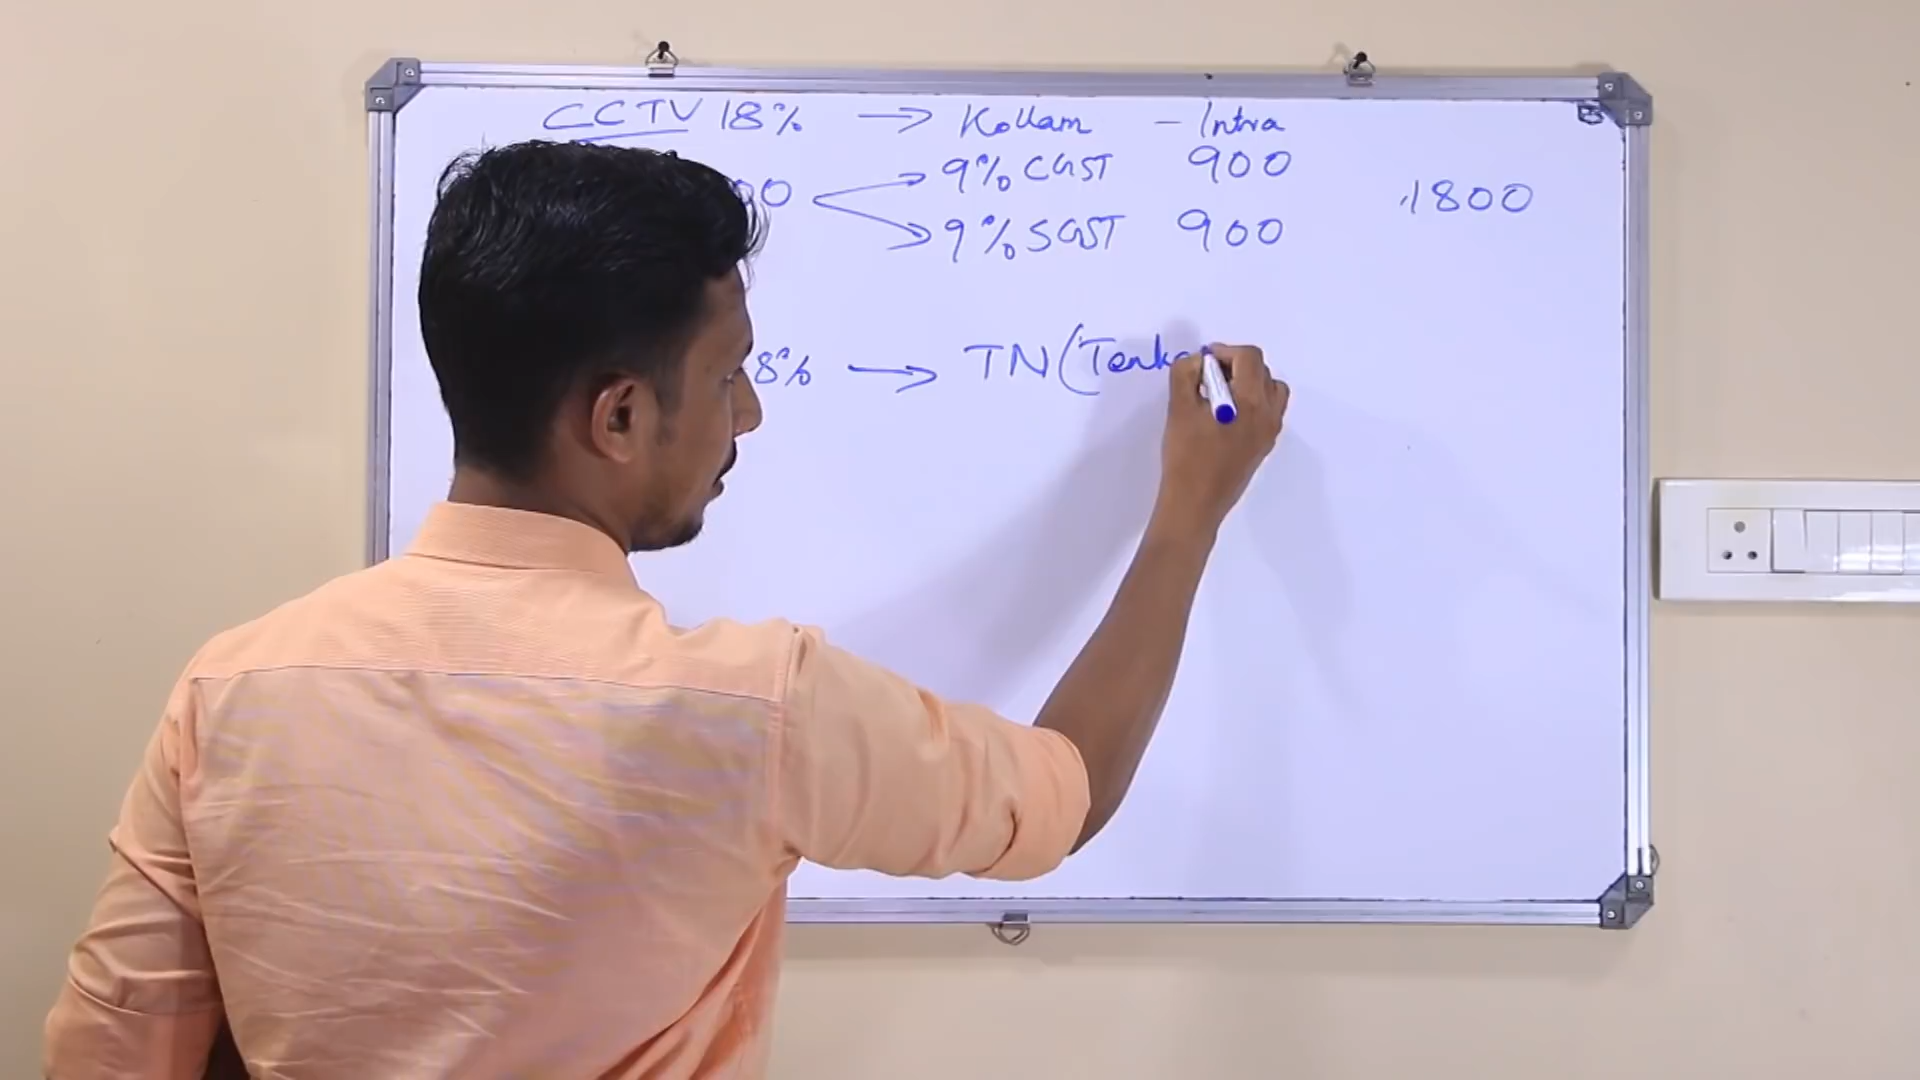 CCTV 18% → Kollam - Intra
9% CGST 900
00 1800
9% SGST 900
8% → TN (Tenka